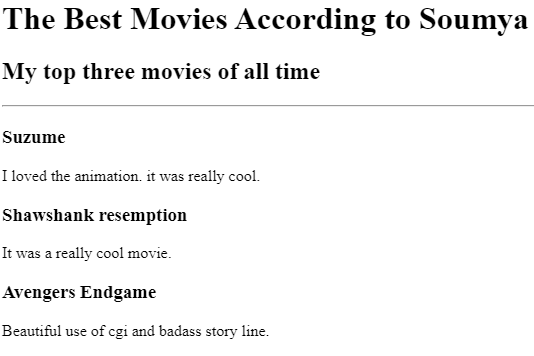 The Best Movies According to Soumya
My top three movies of all time
Suzume
I loved the animation. it was really cool.
Shawshank resemption
It was a really cool movie.
Avengers Endgame
Beautiful use of cgi and badass story line.